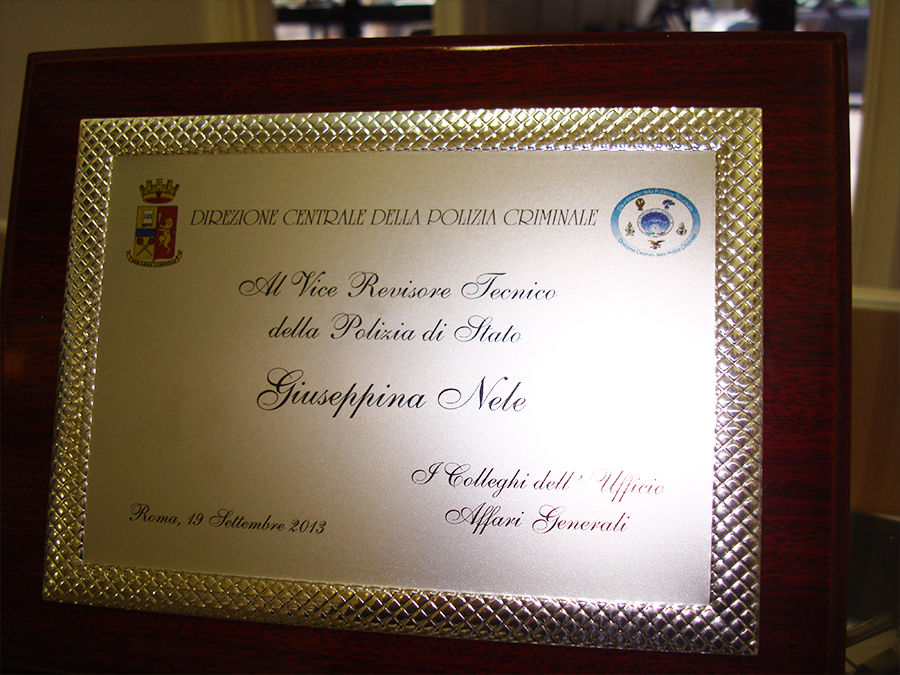 DIREZIONE CENTRALE DELLA POLIZIA CRIMINALE
Al Vice Revisore Tecnico
della Polizia di Stato
Giuseppina Nele
I Colleghi dell' Ufficio
Affari Generali
Roma, 19 Settembre 2013